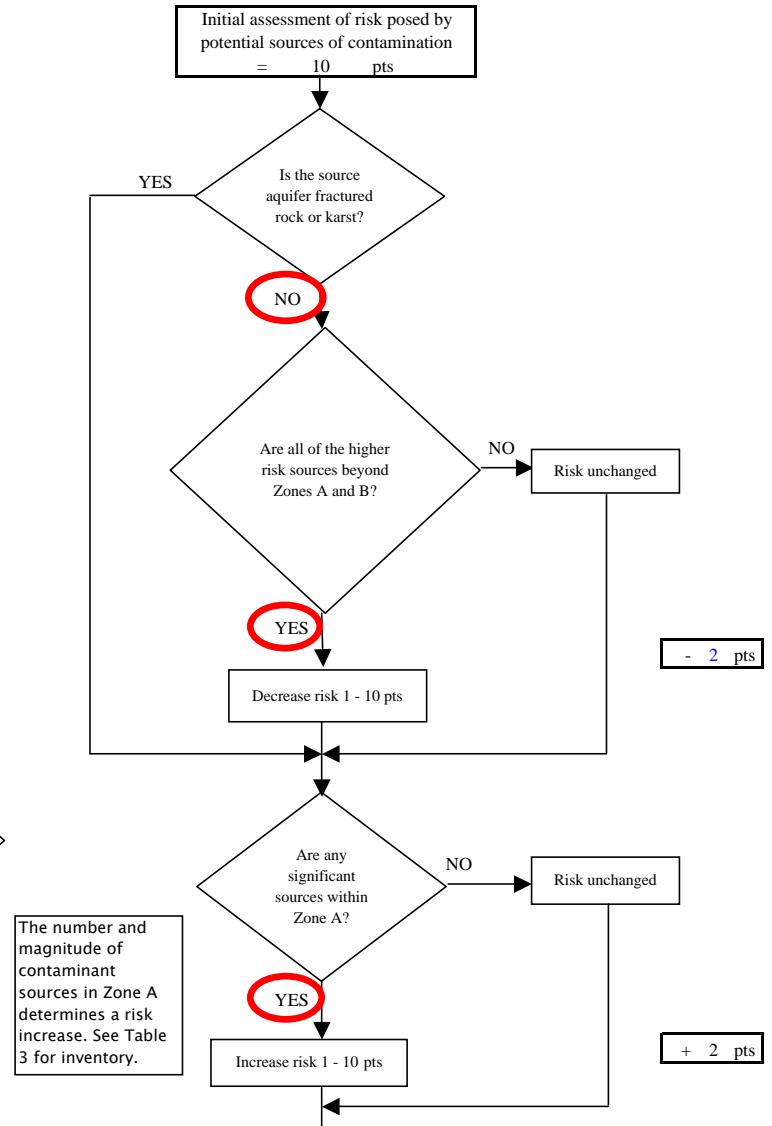 Initial assessment of risk posed by
potential sources of contamination
= 10 pts
YES
Is the source
aquifer fractured
rock or karst?
NO
Are all of the higher
risk sources beyond
Zones A and B?
NO
Risk unchanged
YES
- 2 pts
Decrease risk 1 - 10 pts
Are any
significant
sources within
Zone A?
NO
Risk unchanged
The number and
magnitude of
contaminant
sources in Zone A
determines a risk
increase. See Table
3 for inventory.
YES
Increase risk 1 - 10 pts
+ 2 pts